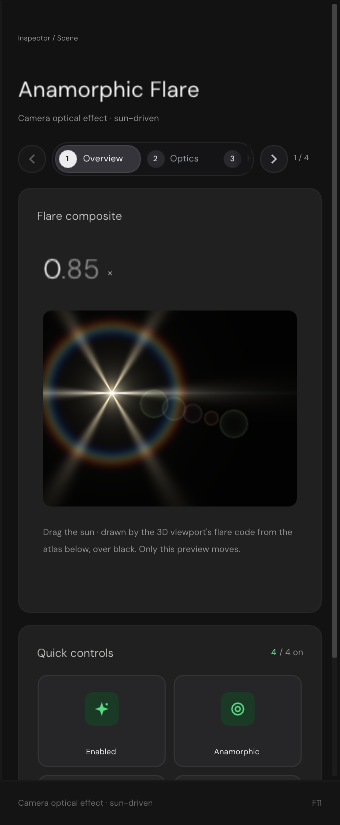 Inspector / Scene
Anamorphic Flare
Camera optical effect · sun-driven
1 Overview 2 Optics 3 1 / 4
Flare composite
0.85 ×
Drag the sun · drawn by the 3D viewport's flare code from the
atlas below, over black. Only this preview moves.
Quick controls 4 / 4 on
Enabled Anamorphic
Camera optical effect · sun-driven F11